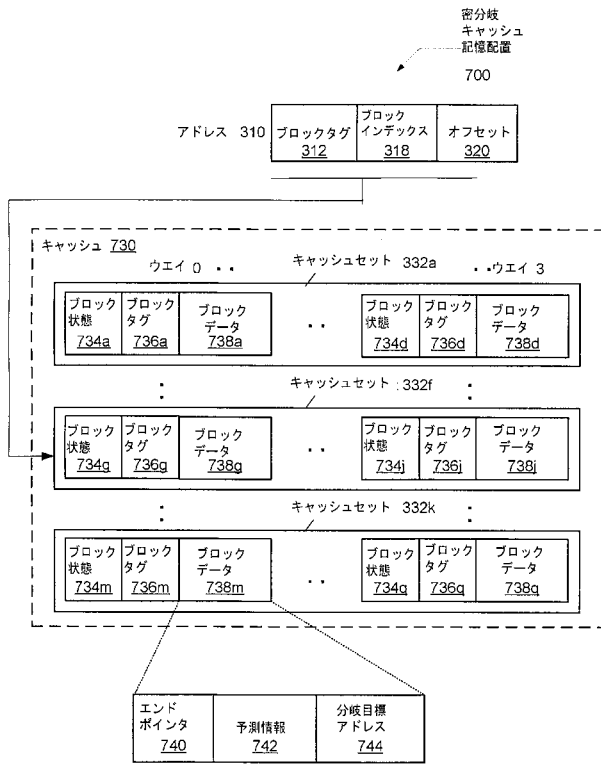 密分岐
キャッシュ
記憶配置
700
アドレス 310
ブロックタグ
312
ブロック
インデックス
318
オフセット
320
キャッシュ 730
ウエイ 0
キャッシュセット 332a
ウエイ 3
ブロック
状態
734a
ブロック
タグ
736a
ブロック
データ
738a
ブロック
状態
734d
ブロック
タグ
736d
ブロック
データ
738d
キャッシュセット 332f
ブロック
状態
734g
ブロック
タグ
736g
ブロック
データ
738g
ブロック
状態
734j
ブロック
タグ
736j
ブロック
データ
738j
キャッシュセット 332k
ブロック
状態
734m
ブロック
タグ
736m
ブロック
データ
738m
ブロック
状態
734q
ブロック
タグ
736q
ブロック
データ
738q
エンド
ポインタ
740
予測情報
742
分岐目標
アドレス
744